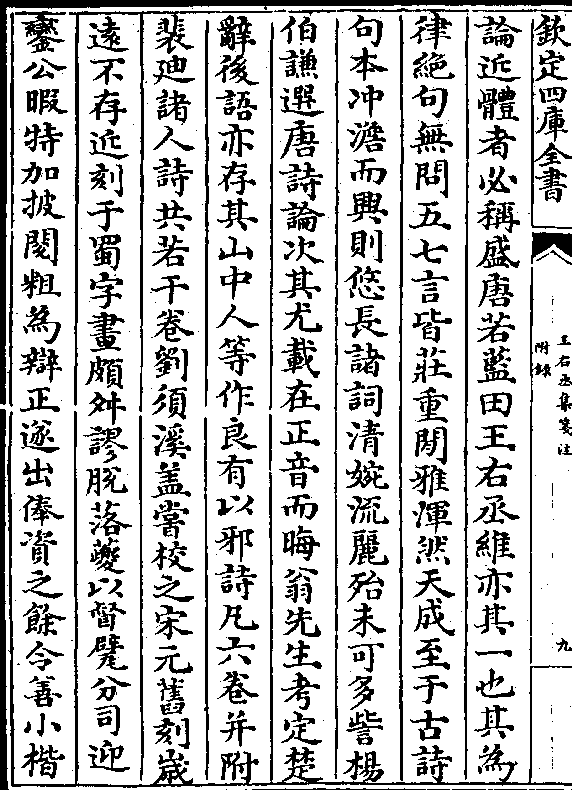 欽定四庫全書
王右丞集箋注
附錄
九
論近體者必稱盛唐若藍田王右丞維亦其一也其為
律絕句無問五七言皆莊重閒雅渾然天成至于古詩
句本冲澹而興則悠長諸詞清婉流麗殆未可多訾楊
伯謙選唐詩論次其尤載在正音而晦翁先生考定楚
辭後語亦存其山中人等作良有以邪詩凡六卷并附
裴廸諸人詩共若干卷劉須溪盖嘗校之宋元舊刻歲
遠不存近刻于蜀字畫頗舛謬脫落夔以督甓分司迎
鑾公暇特加披閱粗為辯正遂出俸資之餘令善小楷